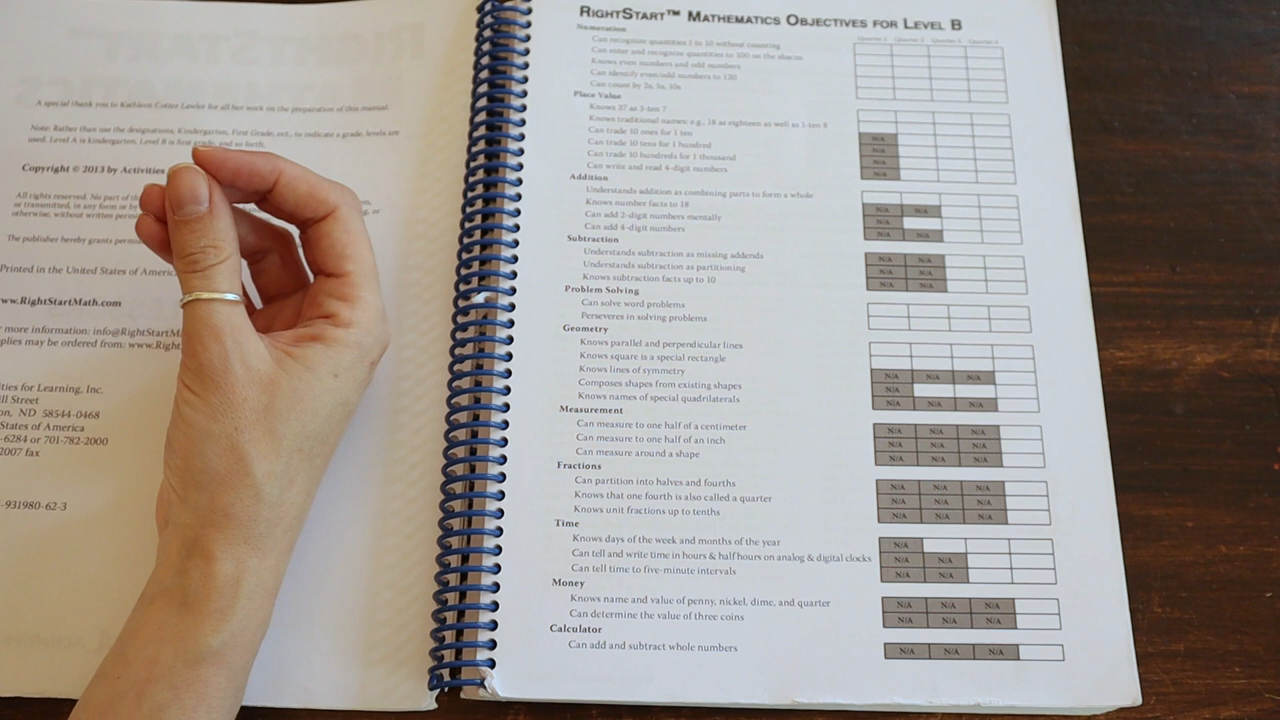 A special thank you to Kathleen Cotter Lawler for all her work on the preparation of this manual.
Note: Rather than use the designations, Kindergarten, First Grade, ect., to indicate a grade, levels are
used. Level A is kindergarten, Level B is first grade, and so forth.
Copyright © 2013 by Activities
All rights reserved. No part of th
or transmitted, in any form or by
otherwise, without written permi
The publisher hereby grants permis
Printed in the United States of Americ
www.RightStartMath.com
more information: info@RightStartM
plies may be ordered from: www.Right
ties for Learning, Inc.
ill Street
on, ND 58544-0468
States of America
-6284 or 701-782-2000
2007 fax
-931980-62-3
RightStart™ Mathematics Objectives for Level B
Quarter 1 Quarter 2 Quarter 3 Quarter 4
Numeration
Can recognize quantities 1 to 10 without counting
Can enter and recognize quantities to 100 on the abacus
Knows even numbers and odd numbers
Can identify even/odd numbers to 120
Can count by 2s, 5s, 10s
Place Value
Knows 37 as 3-ten 7
Knows traditional names: e.g., 18 as eighteen as well as 1-ten 8
Can trade 10 ones for 1 ten N/A
Can trade 10 tens for 1 hundred N/A
Can trade 10 hundreds for 1 thousand N/A
Can write and read 4-digit numbers N/A
Addition
Understands addition as combining parts to form a whole
Knows number facts to 18 N/A N/A
Can add 2-digit numbers mentally N/A
Can add 4-digit numbers N/A N/A
Subtraction
Understands subtraction as missing addends N/A N/A
Understands subtraction as partitioning N/A N/A
Knows subtraction facts up to 10 N/A N/A
Problem Solving
Can solve word problems
Perseveres in solving problems
Geometry
Knows parallel and perpendicular lines
Knows square is a special rectangle
Knows lines of symmetry N/A N/A N/A
Composes shapes from existing shapes N/A
Knows names of special quadrilaterals N/A N/A N/A
Measurement
Can measure to one half of a centimeter N/A N/A N/A
Can measure to one half of an inch N/A N/A N/A
Can measure around a shape N/A N/A N/A
Fractions
Can partition into halves and fourths N/A N/A N/A
Knows that one fourth is also called a quarter N/A N/A N/A
Knows unit fractions up to tenths N/A N/A N/A
Time
Knows days of the week and months of the year N/A
Can tell and write time in hours & half hours on analog & digital clocks N/A N/A
Can tell time to five-minute intervals N/A N/A
Money
Knows name and value of penny, nickel, dime, and quarter N/A N/A N/A
Can determine the value of three coins N/A N/A N/A
Calculator
Can add and subtract whole numbers N/A N/A N/A